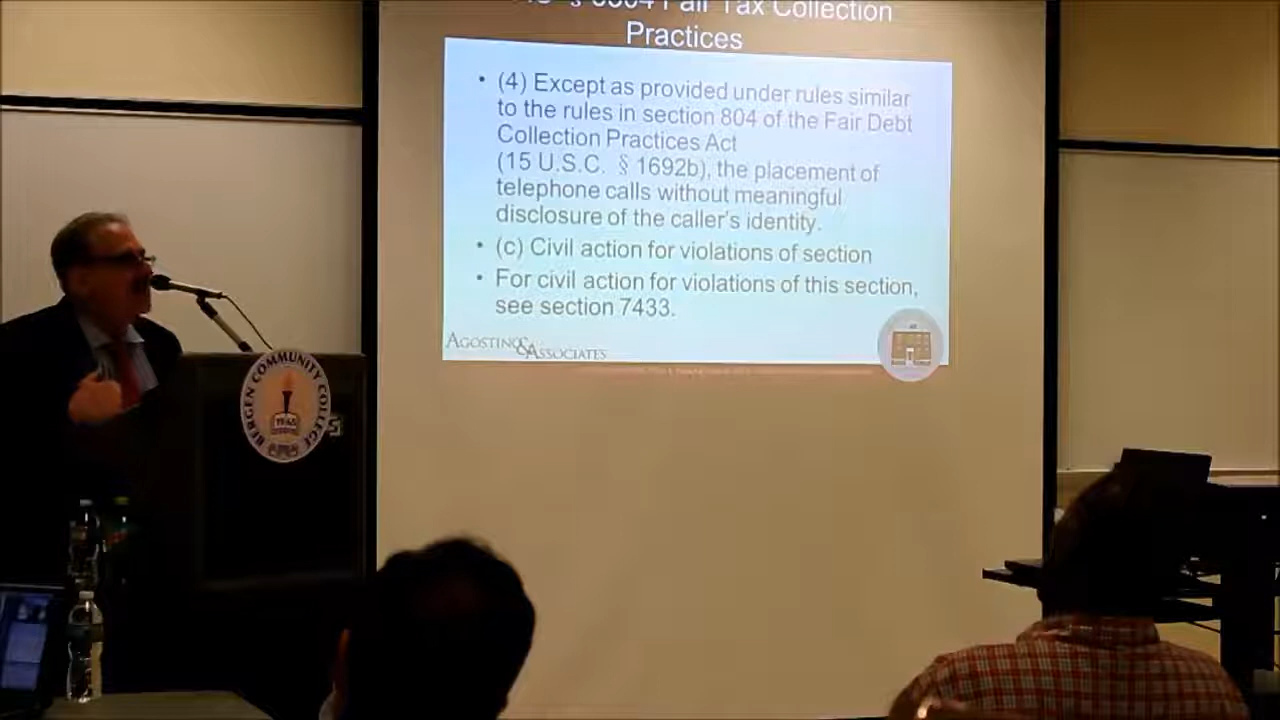 Fair Tax Collection
Practices
• (4) Except as provided under rules similar
to the rules in section 804 of the Fair Debt
Collection Practices Act
(15 U.S.C. § 1692b), the placement of
telephone calls without meaningful
disclosure of the caller's identity.
• (c) Civil action for violations of section
• For civil action for violations of this section,
see section 7433.
AGOSTINO & ASSOCIATES
BERGEN COMMUNITY COLLEGE